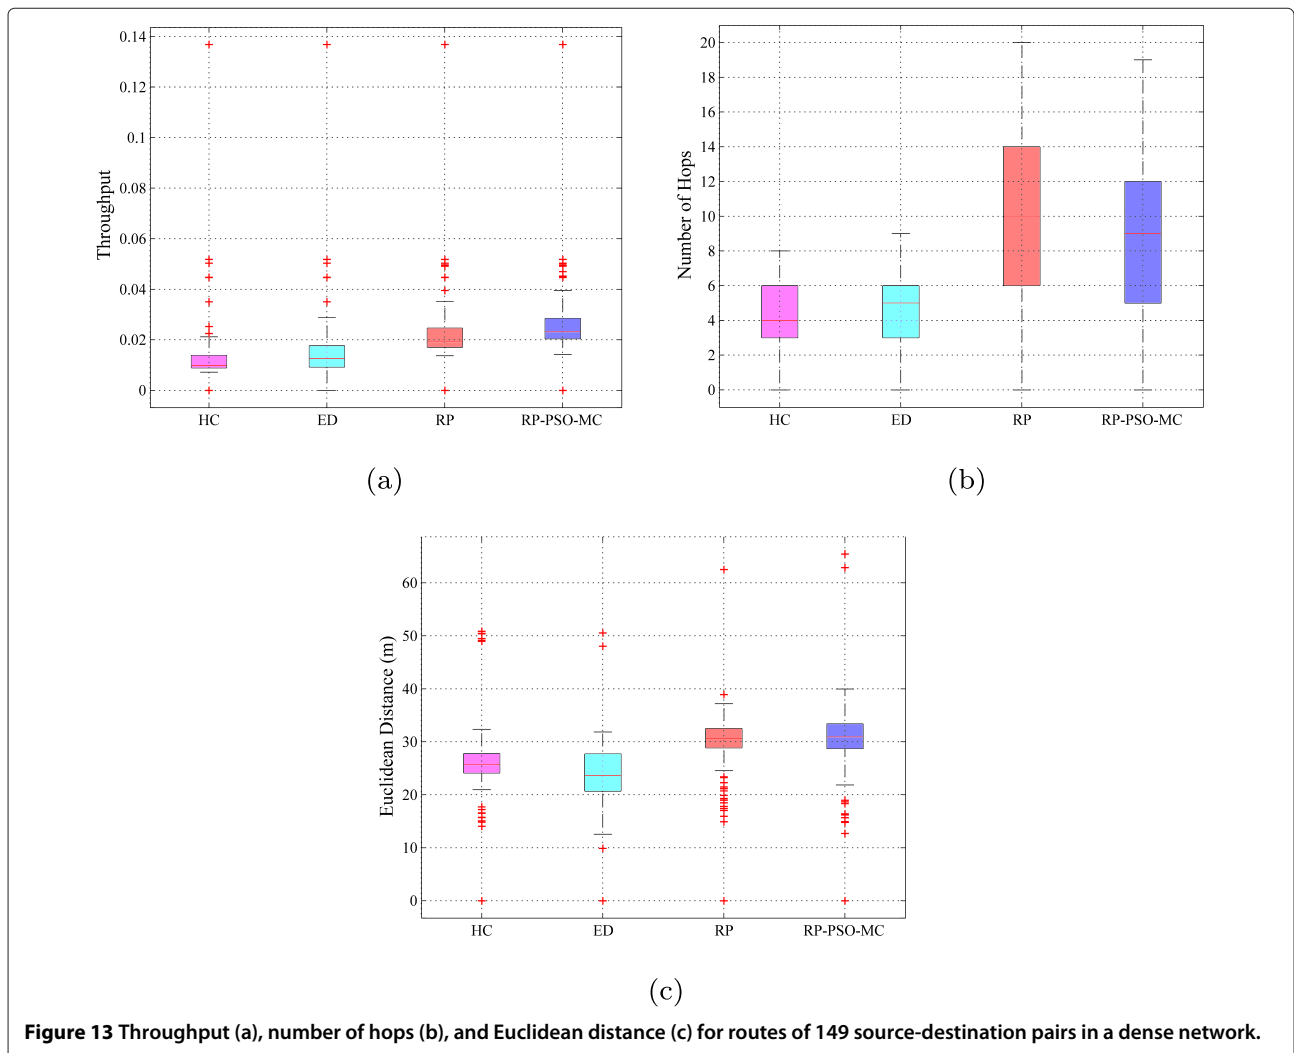 Throughput
0.14
0.12
0.1
0.08
0.06
0.04
0.02
0
HC ED RP RP-PSO-MC
(a)
Number of Hops
20
18
16
14
12
10
8
6
4
2
0
HC ED RP RP-PSO-MC
(b)
Euclidean Distance (m)
60
50
40
30
20
10
0
HC ED RP RP-PSO-MC
(c)
Figure 13 Throughput (a), number of hops (b), and Euclidean distance (c) for routes of 149 source-destination pairs in a dense network.